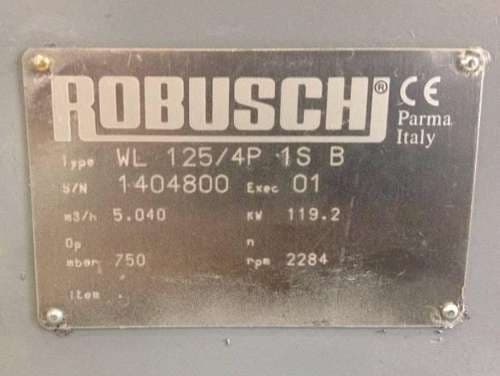 ROBUSCHI® CE
Parma
Italy
Type WL 125/4P 1S B
S/N 1404800 Exec 01
m3/h 5.040 KW 119.2
Dp n
mbar 750 rpm 2284
Item .